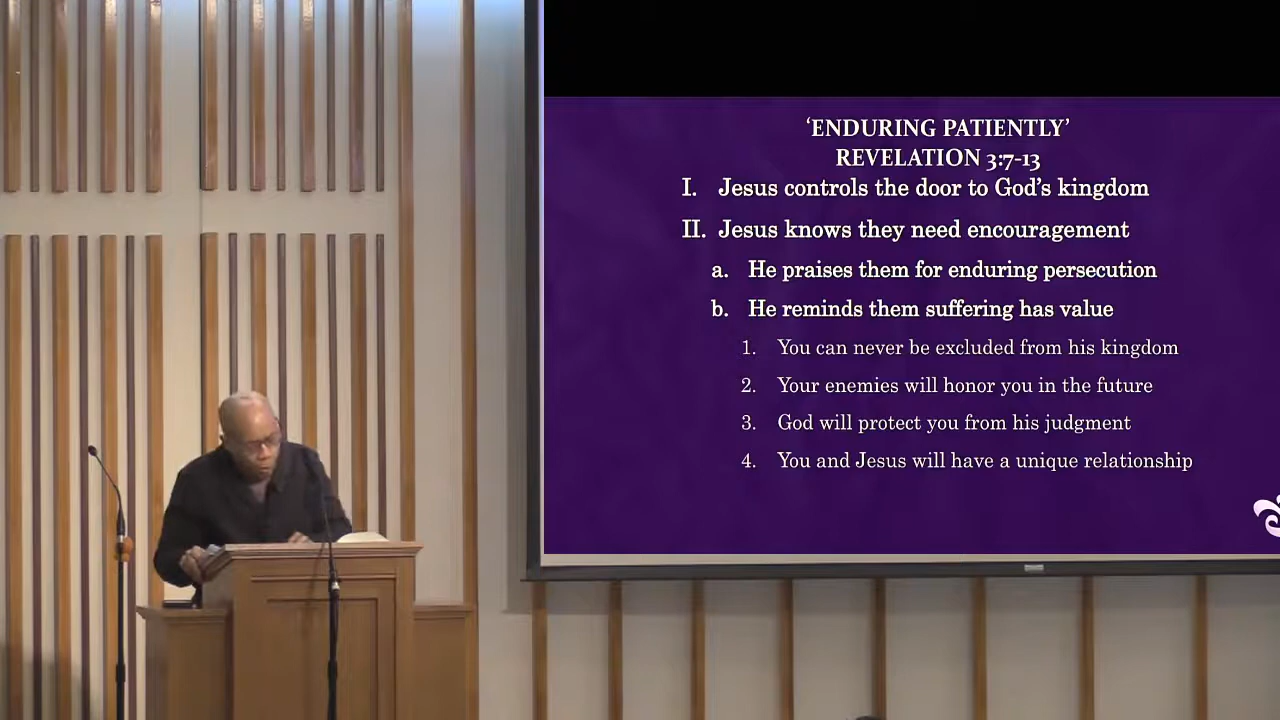 ‘ENDURING PATIENTLY’
REVELATION 3:7-13
I. Jesus controls the door to God’s kingdom
II. Jesus knows they need encouragement
a. He praises them for enduring persecution
b. He reminds them suffering has value
1. You can never be excluded from his kingdom
2. Your enemies will honor you in the future
3. God will protect you from his judgment
4. You and Jesus will have a unique relationship